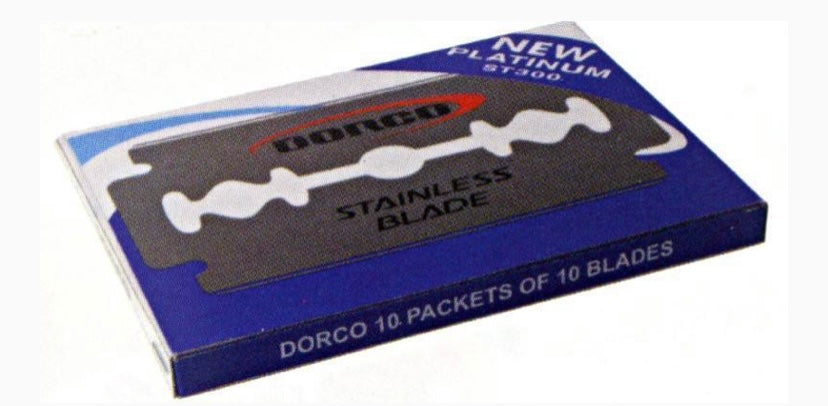 NEW
PLATINUM
ST300
DORCO
STAINLESS
BLADE
DORCO 10 PACKETS OF 10 BLADES